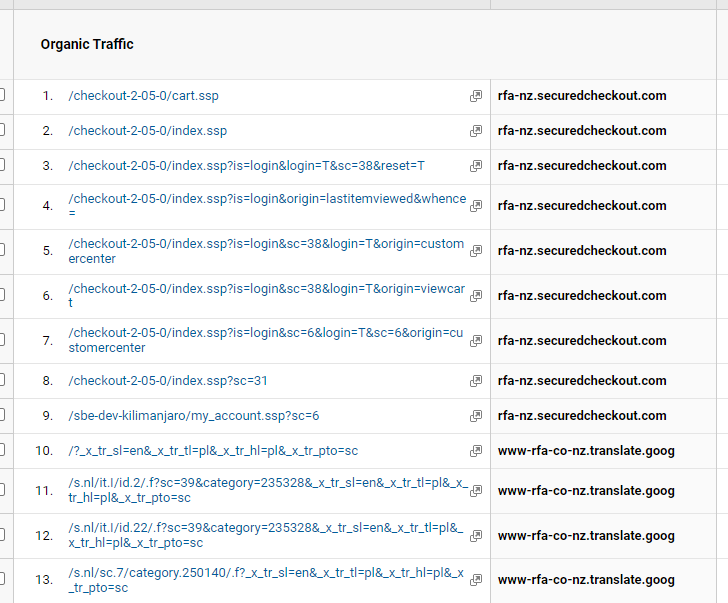 Organic Traffic
1. /checkout-2-05-0/cart.ssp rfa-nz.securedcheckout.com
2. /checkout-2-05-0/index.ssp rfa-nz.securedcheckout.com
3. /checkout-2-05-0/index.ssp?is=login&login=T&sc=38&reset=T rfa-nz.securedcheckout.com
4. /checkout-2-05-0/index.ssp?is=login&origin=lastitemviewed&whence
= rfa-nz.securedcheckout.com
5. /checkout-2-05-0/index.ssp?is=login&sc=38&login=T&origin=custom
ercenter rfa-nz.securedcheckout.com
6. /checkout-2-05-0/index.ssp?is=login&sc=38&login=T&origin=viewcar
t rfa-nz.securedcheckout.com
7. /checkout-2-05-0/index.ssp?is=login&sc=6&login=T&sc=6&origin=cu
stomercenter rfa-nz.securedcheckout.com
8. /checkout-2-05-0/index.ssp?sc=31 rfa-nz.securedcheckout.com
9. /sbe-dev-kilimanjaro/my_account.ssp?sc=6 rfa-nz.securedcheckout.com
10. /?_x_tr_sl=en&_x_tr_tl=pl&_x_tr_hl=pl&_x_tr_pto=sc www-rfa-co-nz.translate.goog
11. /s.nl/it.I/id.2/.f?sc=39&category=235328&_x_tr_sl=en&_x_tr_tl=pl&_x_
tr_hl=pl&_x_tr_pto=sc www-rfa-co-nz.translate.goog
12. /s.nl/it.I/id.22/.f?sc=39&category=235328&_x_tr_sl=en&_x_tr_tl=pl&_
x_tr_hl=pl&_x_tr_pto=sc www-rfa-co-nz.translate.goog
13. /s.nl/sc.7/category.250140/.f?_x_tr_sl=en&_x_tr_tl=pl&_x_tr_hl=pl&_x
_tr_pto=sc www-rfa-co-nz.translate.goog